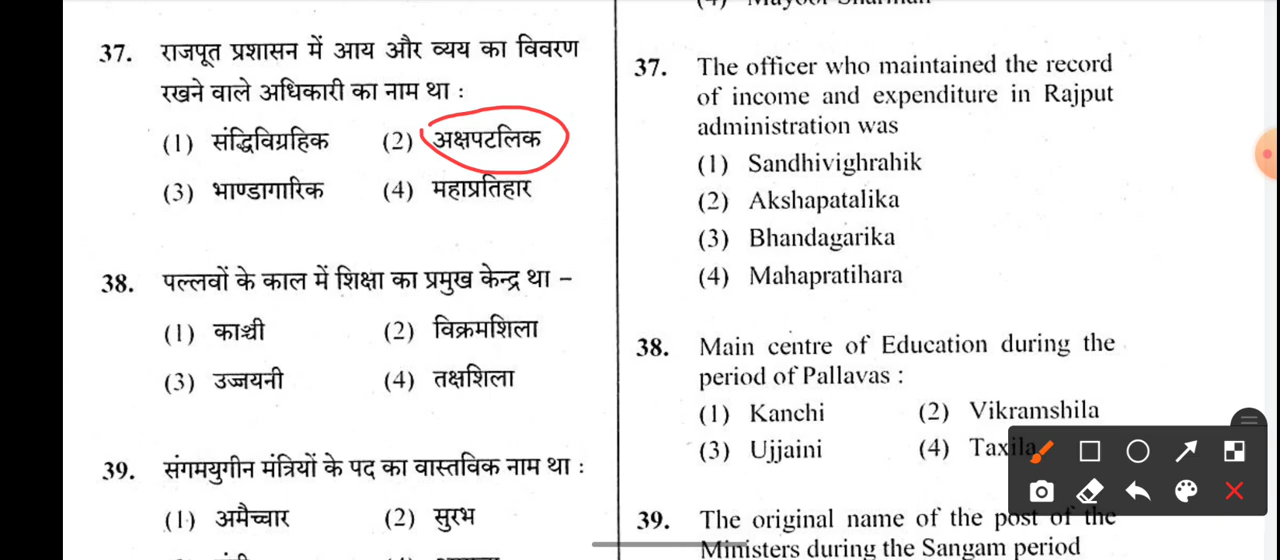 37. राजपूत प्रशासन में आय और व्यय का विवरण
रखने वाले अधिकारी का नाम था :
(1) संद्धिविग्रहिक (2) अक्षपटलिक
(3) भाण्डागारिक (4) महाप्रतिहार
38. पल्लवों के काल में शिक्षा का प्रमुख केन्द्र था –
(1) काञ्ची (2) विक्रमशिला
(3) उज्जयनी (4) तक्षशिला
39. संगमयुगीन मंत्रियों के पद का वास्तविक नाम था :
(1) अमैच्चार (2) सुरभ
37. The officer who maintained the record
of income and expenditure in Rajput
administration was
(1) Sandhivighrahik
(2) Akshapatalika
(3) Bhandagarika
(4) Mahapratihara
38. Main centre of Education during the
period of Pallavas :
(1) Kanchi (2) Vikramshila
(3) Ujjaini (4) Taxila
39. The original name of the post of the
Ministers during the Sangam period